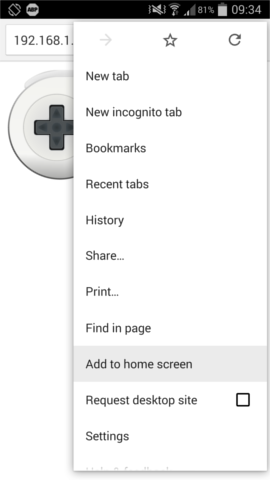 ABP 81% 09:34
192.168.1.
New tab
New incognito tab
Bookmarks
Recent tabs
History
Share...
Print...
Find in page
Add to home screen
Request desktop site
Settings